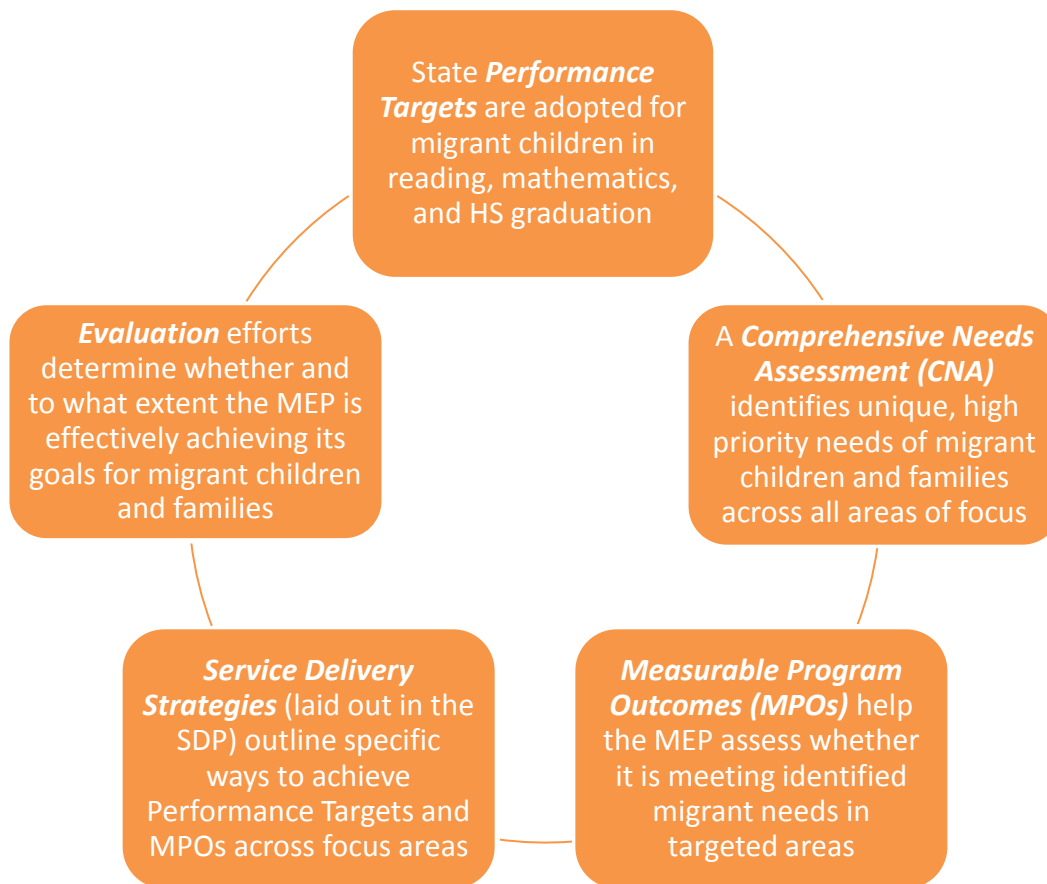 State Performance
Targets are adopted for
migrant children in
reading, mathematics,
and HS graduation
A Comprehensive Needs
Assessment (CNA)
identifies unique, high
priority needs of migrant
children and families
across all areas of focus
Measurable Program
Outcomes (MPOs) help
the MEP assess whether
it is meeting identified
migrant needs in
targeted areas
Service Delivery
Strategies (laid out in the
SDP) outline specific
ways to achieve
Performance Targets and
MPOs across focus areas
Evaluation efforts
determine whether and
to what extent the MEP is
effectively achieving its
goals for migrant children
and families